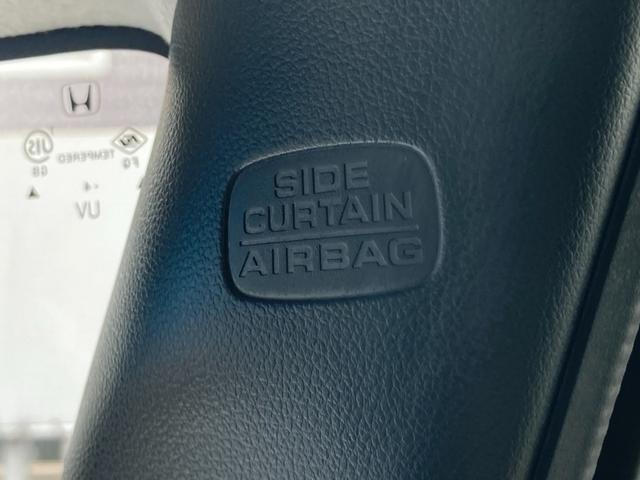 SIDE
CURTAIN
AIRBAG
JIS
TEMPERED
UV